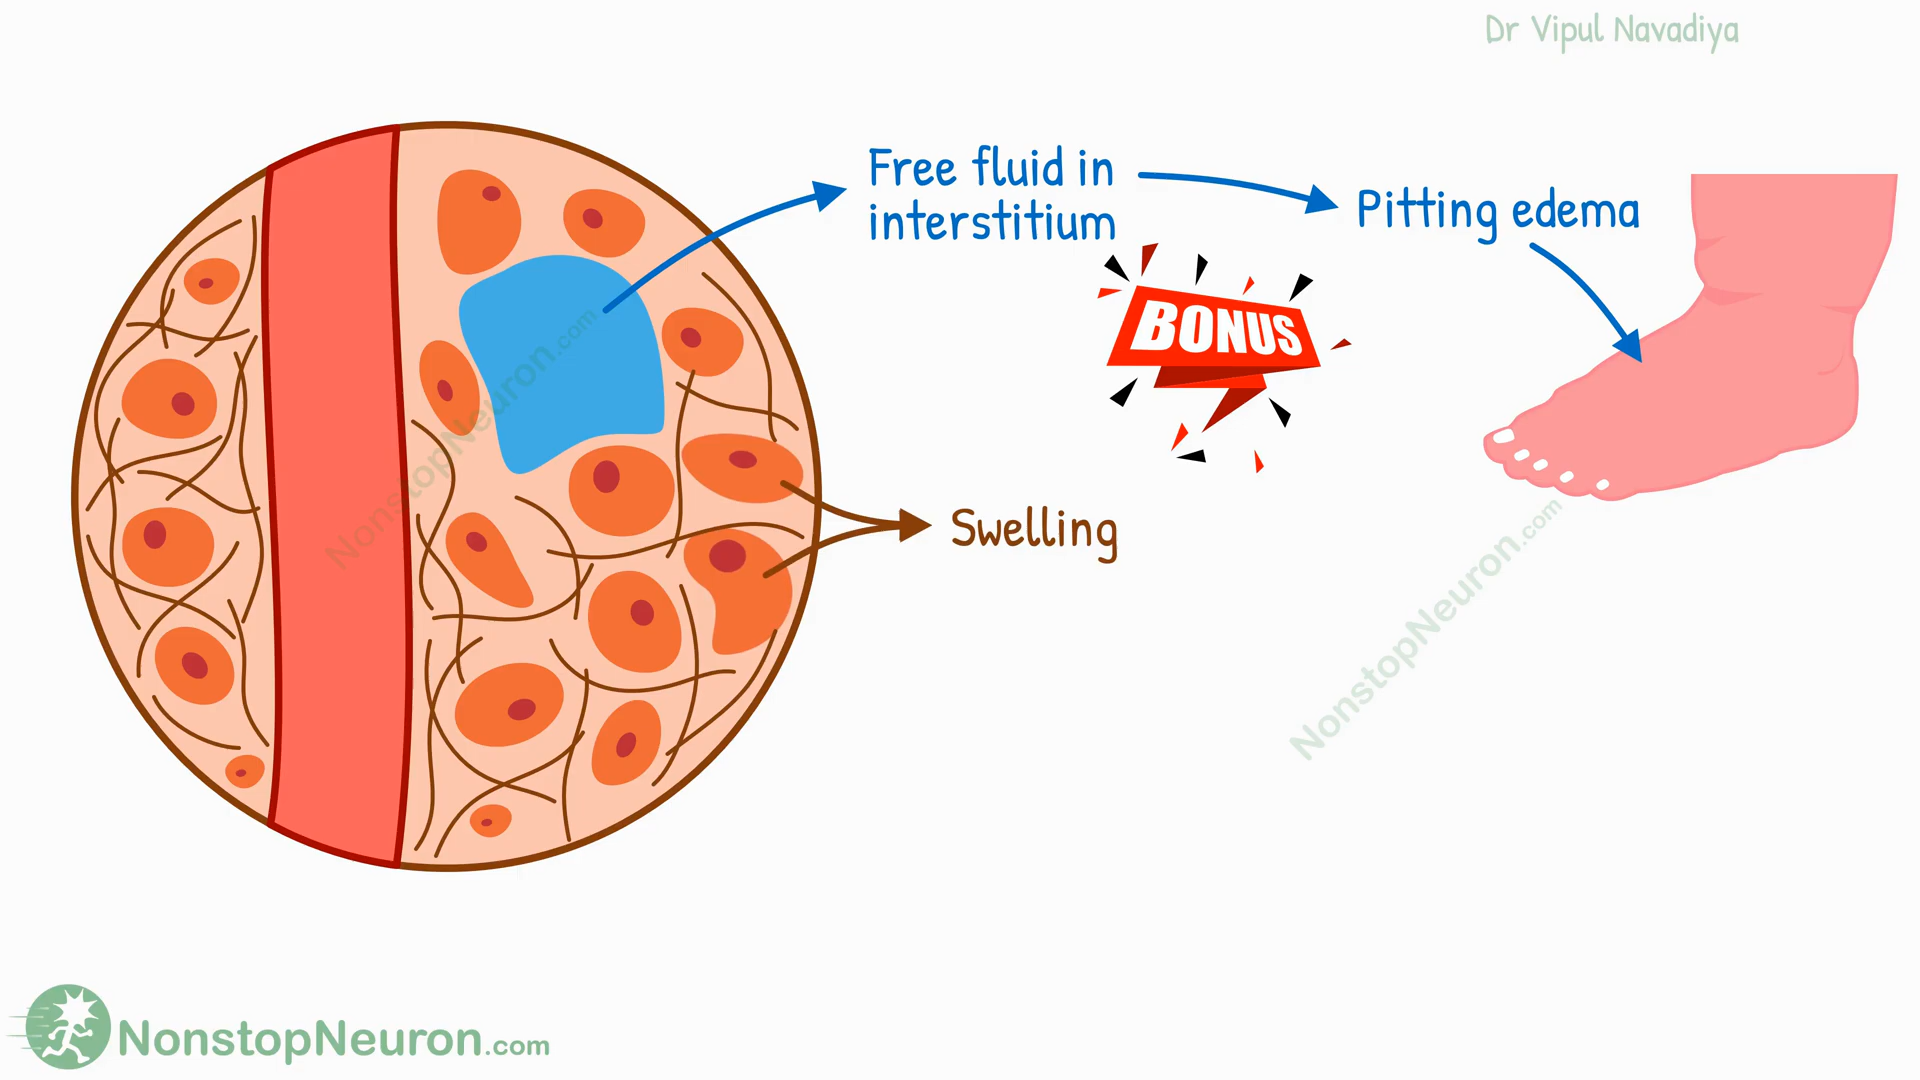 Dr Vipul Navadiya
Free fluid in
interstitium
Pitting edema
BONUS
NonstopNeuron.com
Swelling
NonstopNeuron.com
NonstopNeuron.com